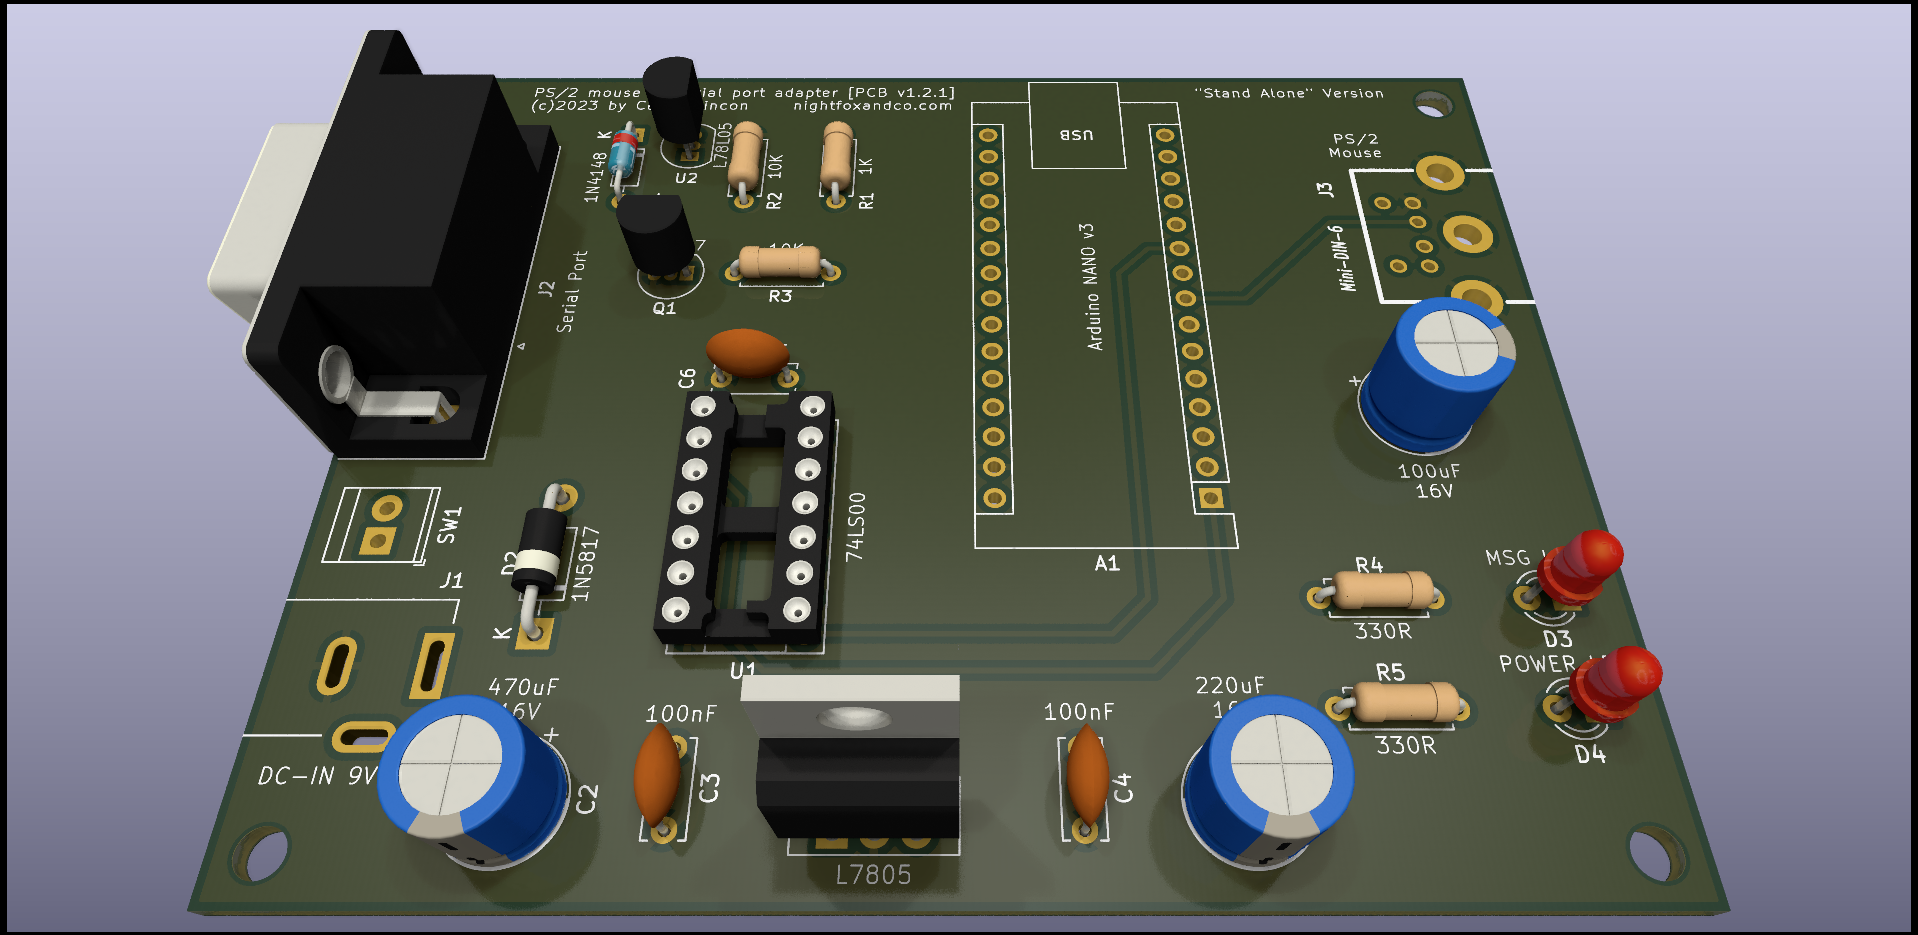 PS/2 mouse ial port adapter [PCB v1.2.1]
(c)2023 by C incon nightfoxandco.com
"Stand Alone" Version
PS/2
Mouse
J3
Mini-DIN-6
USB
Arduino NANO v3
A1
K
1N4148
L78L05
U2
10K
R2
1K
R1
Q1
R3
J2
Serial Port
C6
74LS00
U1
SW1
J1
D2
1N5817
K
DC-IN 9V
470uF
16V
+
C2
100nF
C3
L7805
100nF
C4
220uF
+
100uF
16V
R4
330R
R5
330R
MSG
D3
POWER
D4